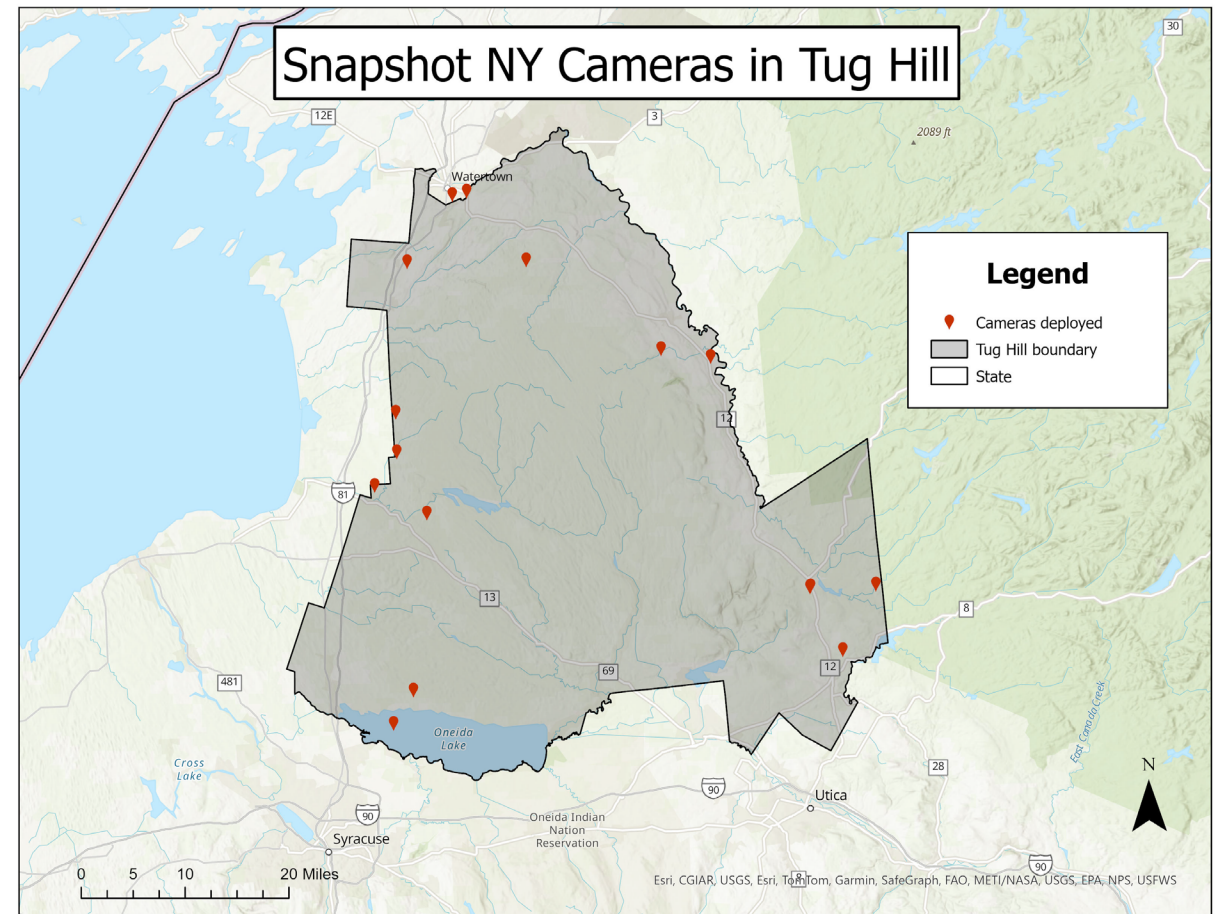 Snapshot NY Cameras in Tug Hill
30
12E
3
2089 ft
Watertown
Legend
Cameras deployed
Tug Hill boundary
State
12
81
13
8
69
12
481
Oneida
Lake
East Canada Creek
Cross
Lake
28
N
90
Utica
90
Oneida Indian
Nation
Reservation
Syracuse
90
0 5 10 20 Miles
8
Esri, CGIAR, USGS, Esri, TomTom, Garmin, SafeGraph, FAO, METI/NASA, USGS, EPA, NPS, USFWS